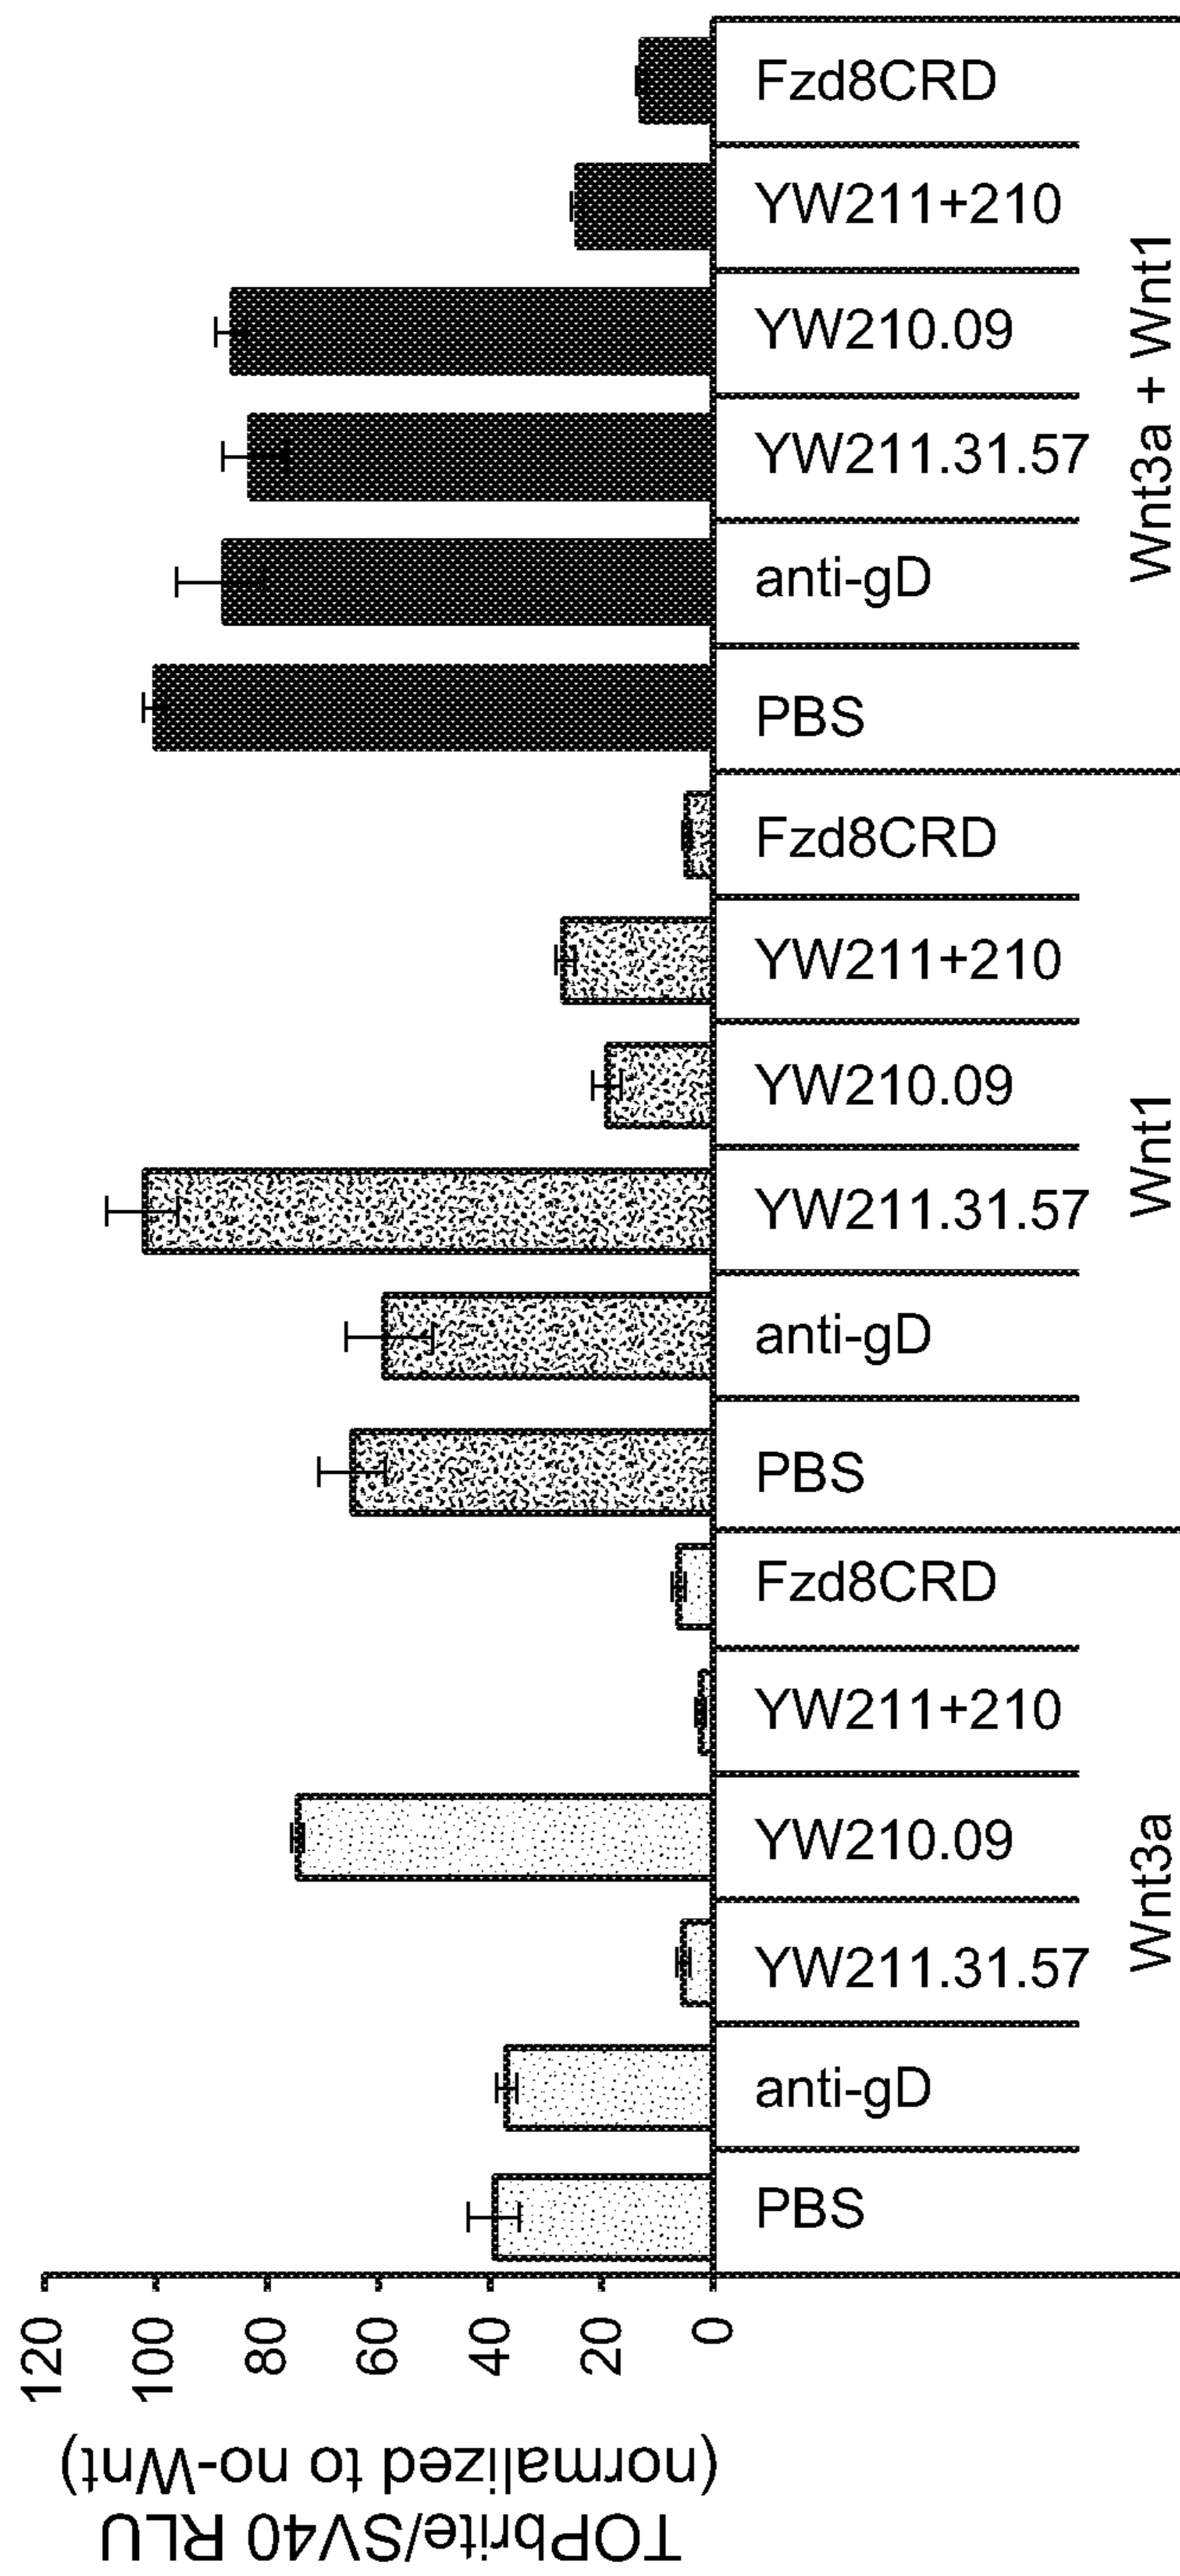 TOPbrite/SV40 RLU
(normalized to no-Wnt)
120
100
80
60
40
20
0
PBS
anti-gD
YW211.31.57
YW210.09
YW211+210
Fzd8CRD
PBS
anti-gD
YW211.31.57
YW210.09
YW211+210
Fzd8CRD
PBS
anti-gD
YW211.31.57
YW210.09
YW211+210
Fzd8CRD
Wnt3a
Wnt1
Wnt3a + Wnt1